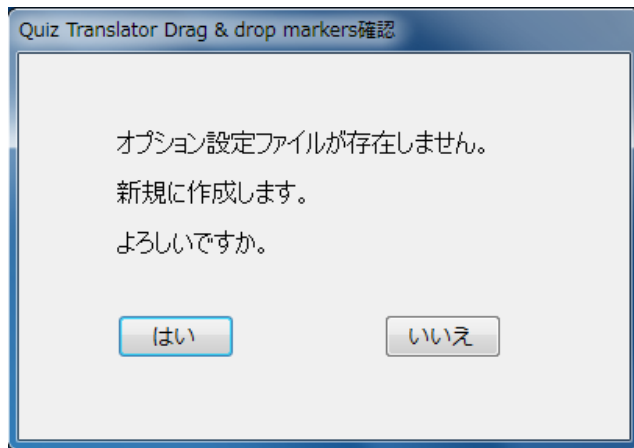 Quiz Translator Drag & drop markers確認
オプション設定ファイルが存在しません。
新規に作成します。
よろしいですか。
はい
いいえ